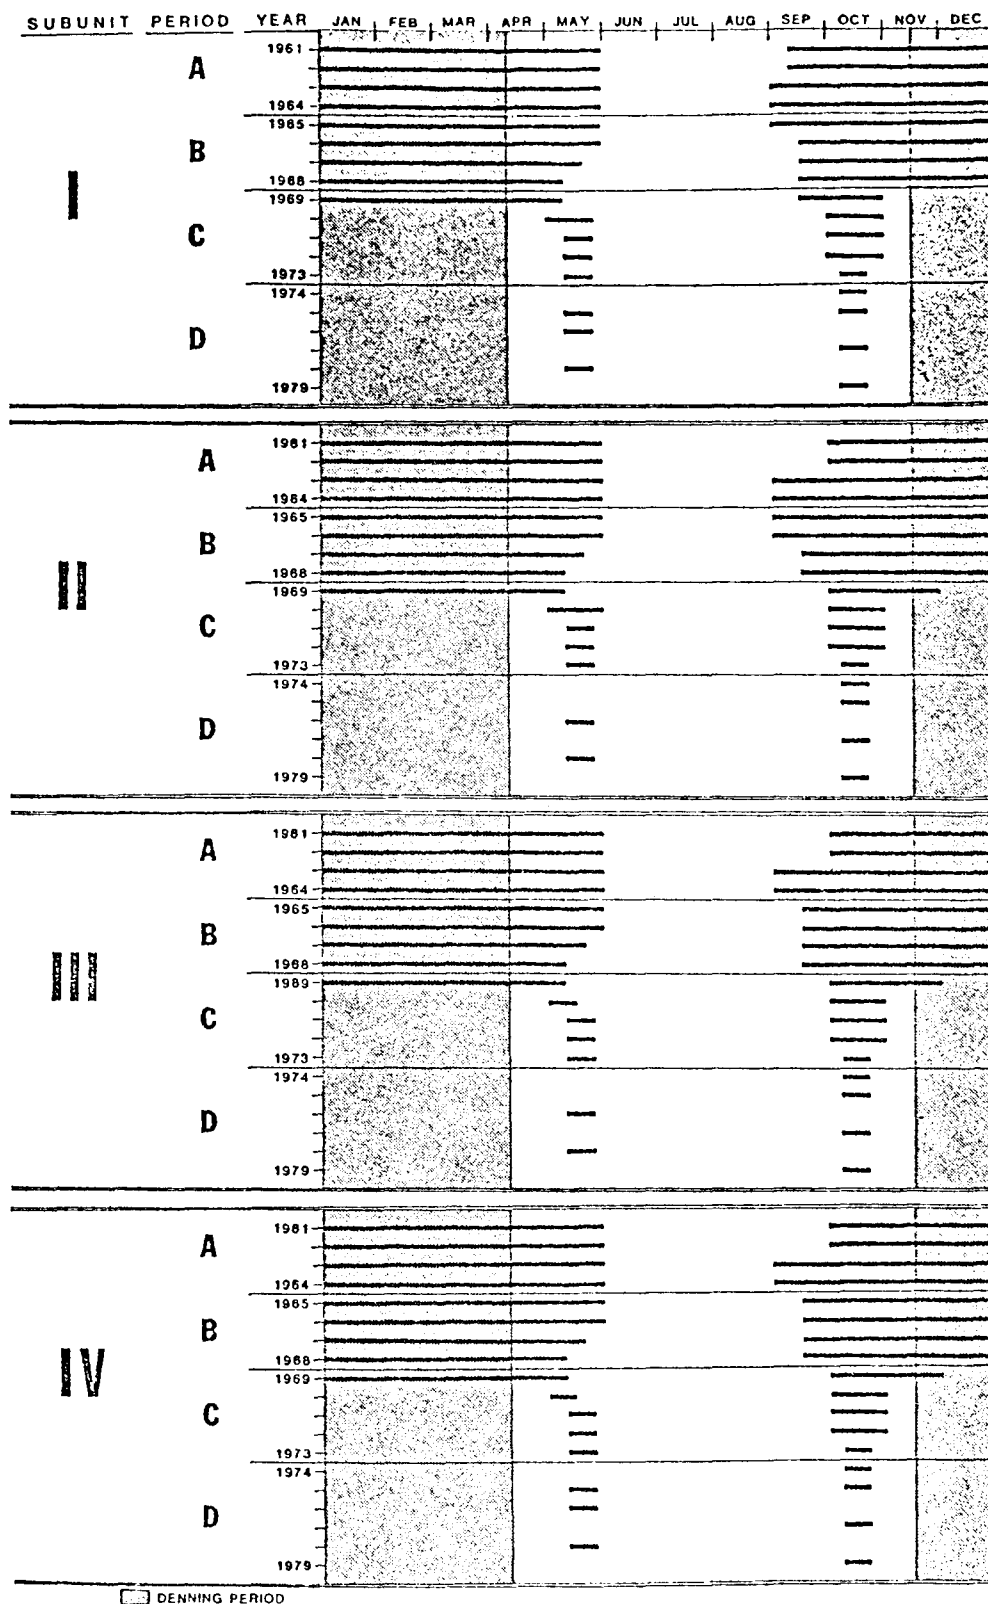 SUBUNIT PERIOD YEAR JAN FEB MAR APR MAY JUN JUL AUG SEP OCT NOV DEC
I
A
1961
1964
B
1965
1968
C
1969
1973
D
1974
1979
II
A
1961
1964
B
1965
1968
C
1969
1973
D
1974
1979
III
A
1961
1964
B
1965
1968
C
1969
1973
D
1974
1979
IV
A
1961
1964
B
1965
1968
C
1969
1973
D
1974
1979
DENNING PERIOD